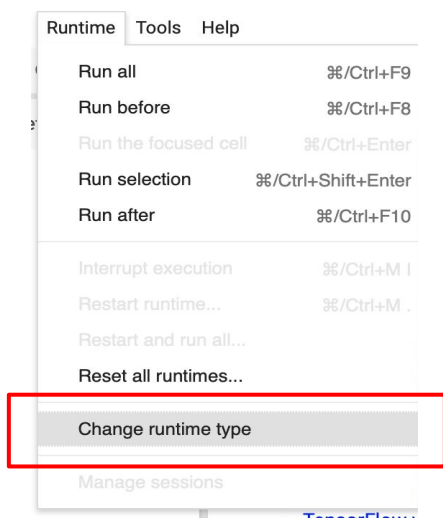 Runtime Tools Help
Run all ⌘/Ctrl+F9
Run before ⌘/Ctrl+F8
Run the focused cell ⌘/Ctrl+Enter
Run selection ⌘/Ctrl+Shift+Enter
Run after ⌘/Ctrl+F10
Interrupt execution ⌘/Ctrl+M I
Restart runtime... ⌘/Ctrl+M .
Restart and run all...
Reset all runtimes...
Change runtime type
Manage sessions